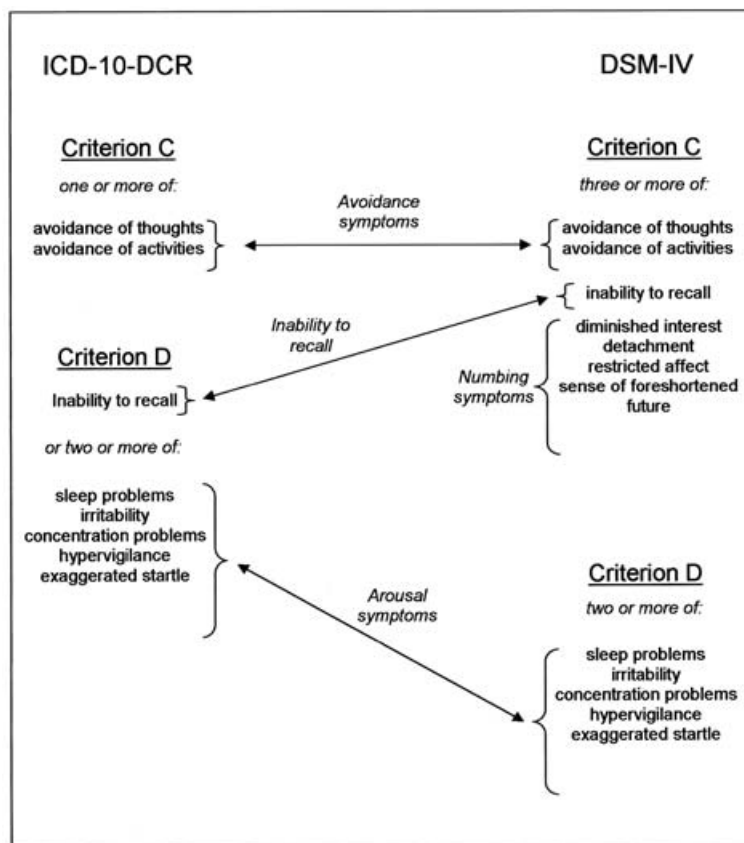 ICD-10-DCR
DSM-IV
Criterion C
one or more of:
avoidance of thoughts
avoidance of activities
Criterion D
Inability to recall
or two or more of:
sleep problems
irritability
concentration problems
hypervigilance
exaggerated startle
Avoidance
symptoms
Inability to
recall
Numbing
symptoms
Arousal
symptoms
Criterion C
three or more of:
avoidance of thoughts
avoidance of activities
inability to recall
diminished interest
detachment
restricted affect
sense of foreshortened
future
Criterion D
two or more of:
sleep problems
irritability
concentration problems
hypervigilance
exaggerated startle